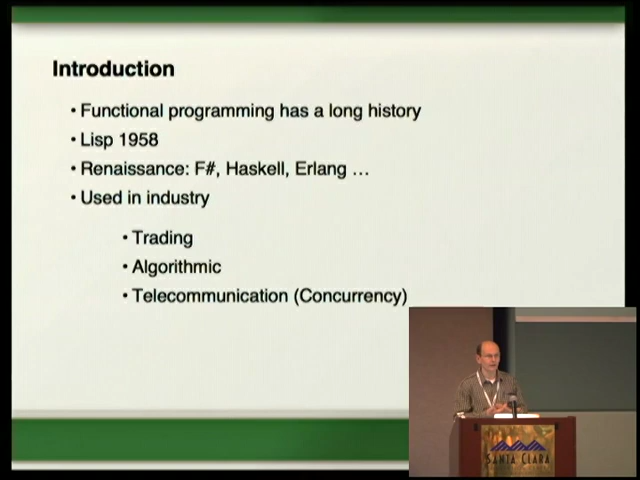 Introduction
• Functional programming has a long history
• Lisp 1958
• Renaissance: F#, Haskell, Erlang …
• Used in industry
• Trading
• Algorithmic
• Telecommunication (Concurrency)
SANTA CLARA